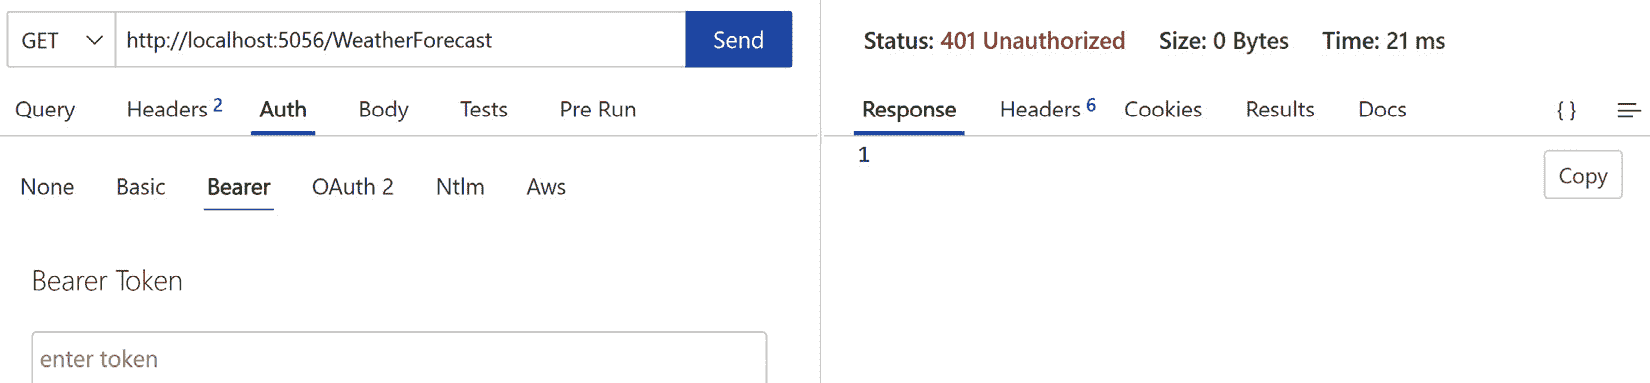 GET http://localhost:5056/WeatherForecast Send
Query Headers 2 Auth Body Tests Pre Run
None Basic Bearer OAuth 2 Ntlm Aws
Bearer Token
enter token
Status: 401 Unauthorized Size: 0 Bytes Time: 21 ms
Response Headers 6 Cookies Results Docs { }
1
Copy